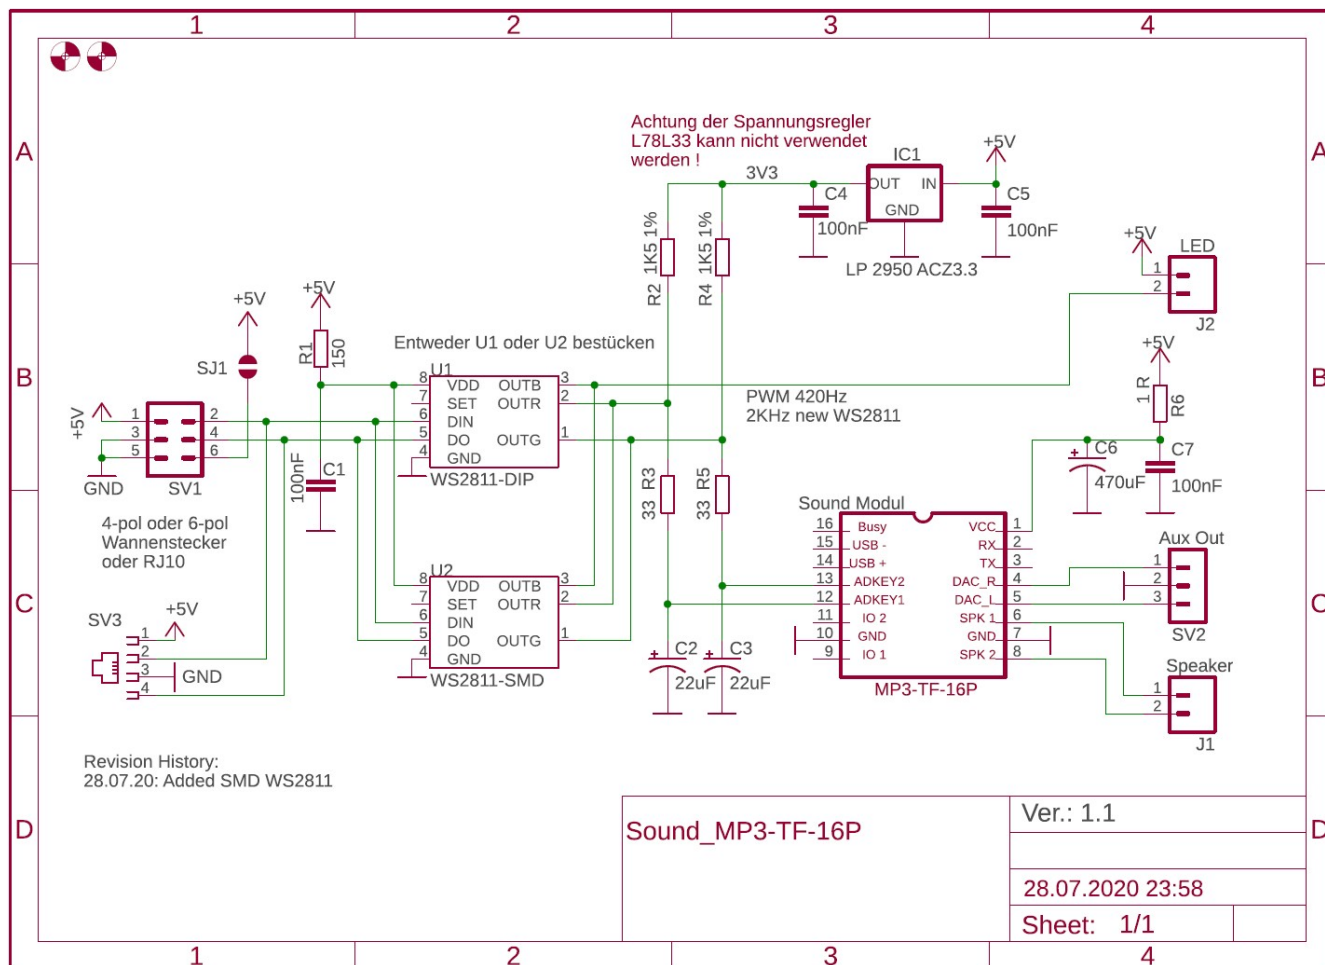 1 2 3 4
A A
Achtung der Spannungsregler
L78L33 kann nicht verwendet
werden !
3V3
IC1
OUT IN
GND
LP 2950 ACZ3.3
+5V
C4
100nF
C5
100nF
1K5 1%
R2
1K5 1%
R4
+5V
LED
1
2
J2
B B
+5V
SJ1
+5V
R1
150
Entweder U1 oder U2 bestücken
U1
8 VDD OUTB 3
7 SET OUTR 2
6 DIN
5 DO OUTG 1
4 GND
WS2811-DIP
PWM 420Hz
2KHz new WS2811
+5V
1 R
R6
C6
470uF
C7
100nF
+5V
1 2
3 4
5 6
GND
SV1
100nF
C1
33 R3
33 R5
4-pol oder 6-pol
Wannenstecker
oder RJ10
Sound Modul
16 Busy VCC 1
15 USB - RX 2
14 USB + TX 3
13 ADKEY2 DAC_R 4
12 ADKEY1 DAC_L 5
11 IO 2 SPK 1 6
10 GND GND 7
9 IO 1 SPK 2 8
MP3-TF-16P
Aux Out
1
2
3
SV2
C C
U2
8 VDD OUTB 3
7 SET OUTR 2
6 DIN
5 DO OUTG 1
4 GND
WS2811-SMD
SV3
+5V
1
2
3 GND
4
C2
22uF
C3
22uF
Speaker
1
2
J1
Revision History:
28.07.20: Added SMD WS2811
D D
Sound_MP3-TF-16P
Ver.: 1.1
28.07.2020 23:58
Sheet: 1/1
1 2 3 4